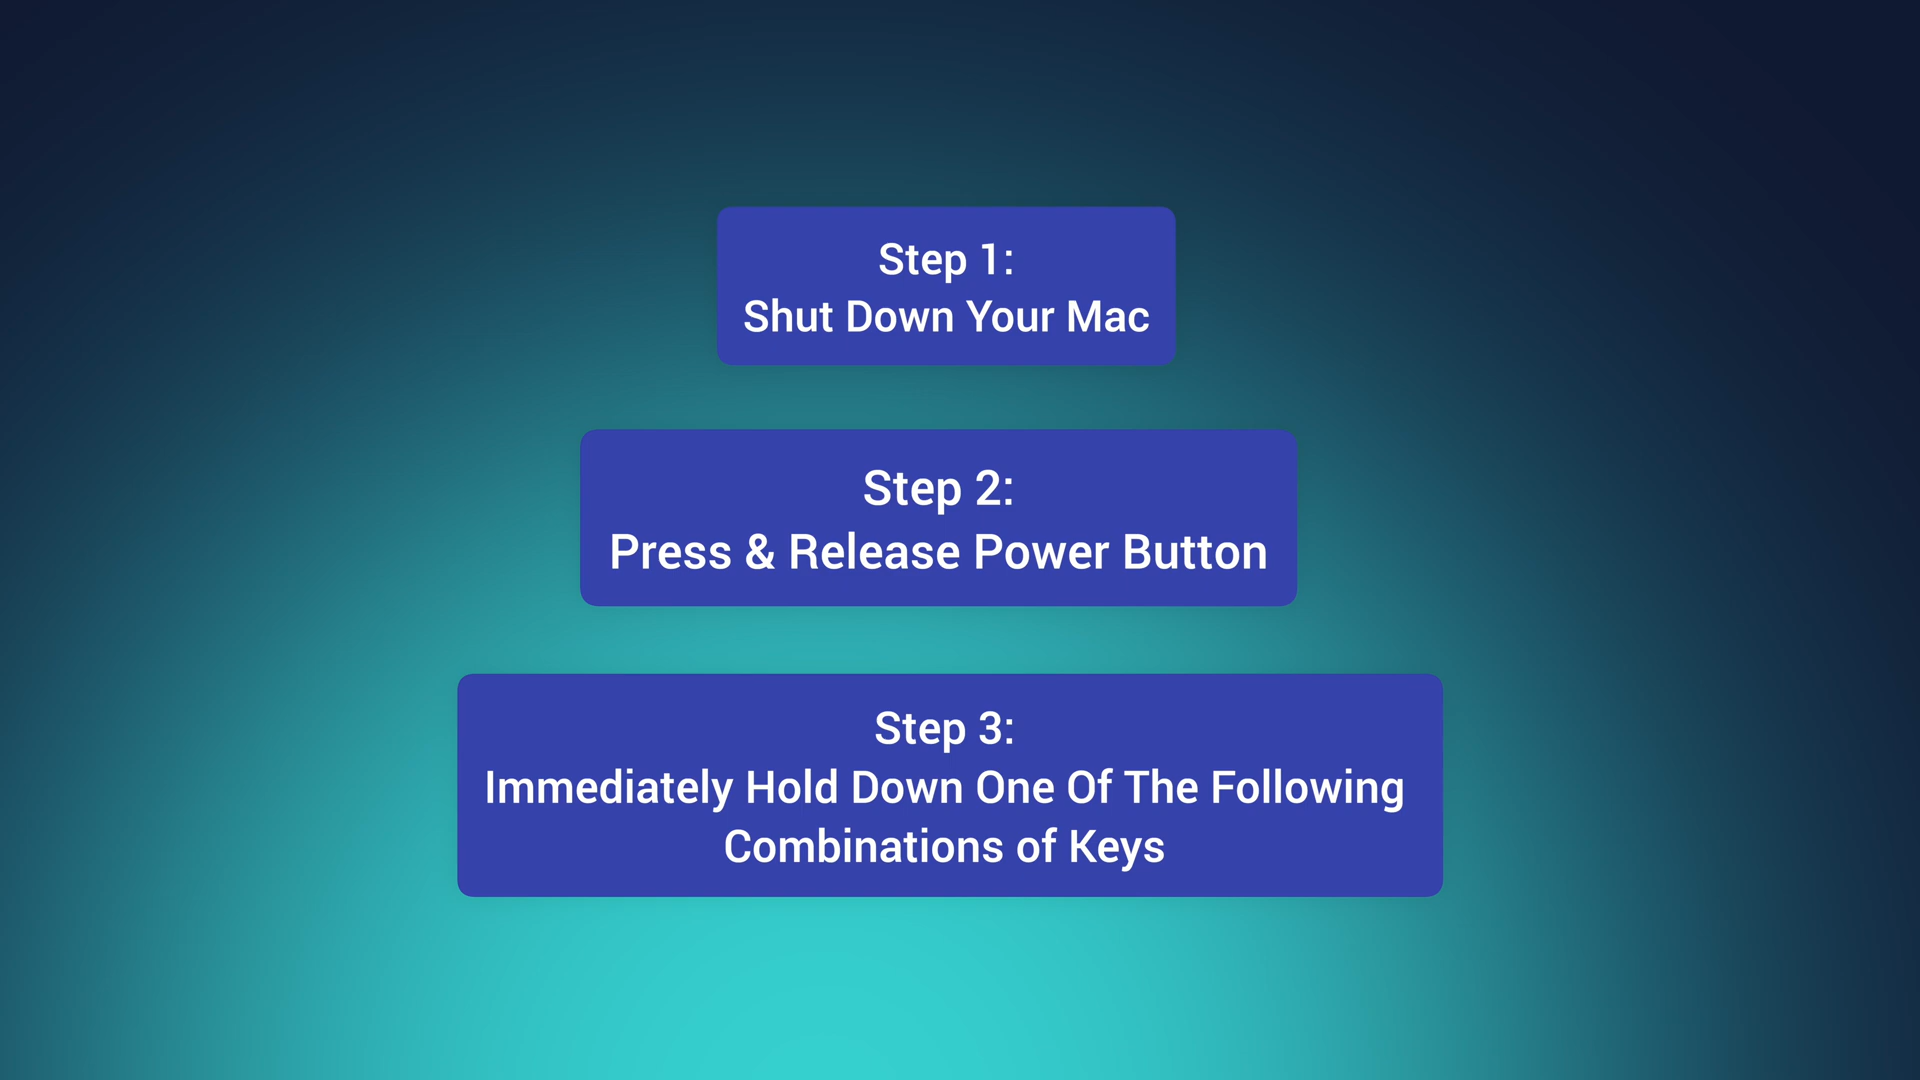 Step 1:
Shut Down Your Mac
Step 2:
Press & Release Power Button
Step 3:
Immediately Hold Down One Of The Following
Combinations of Keys